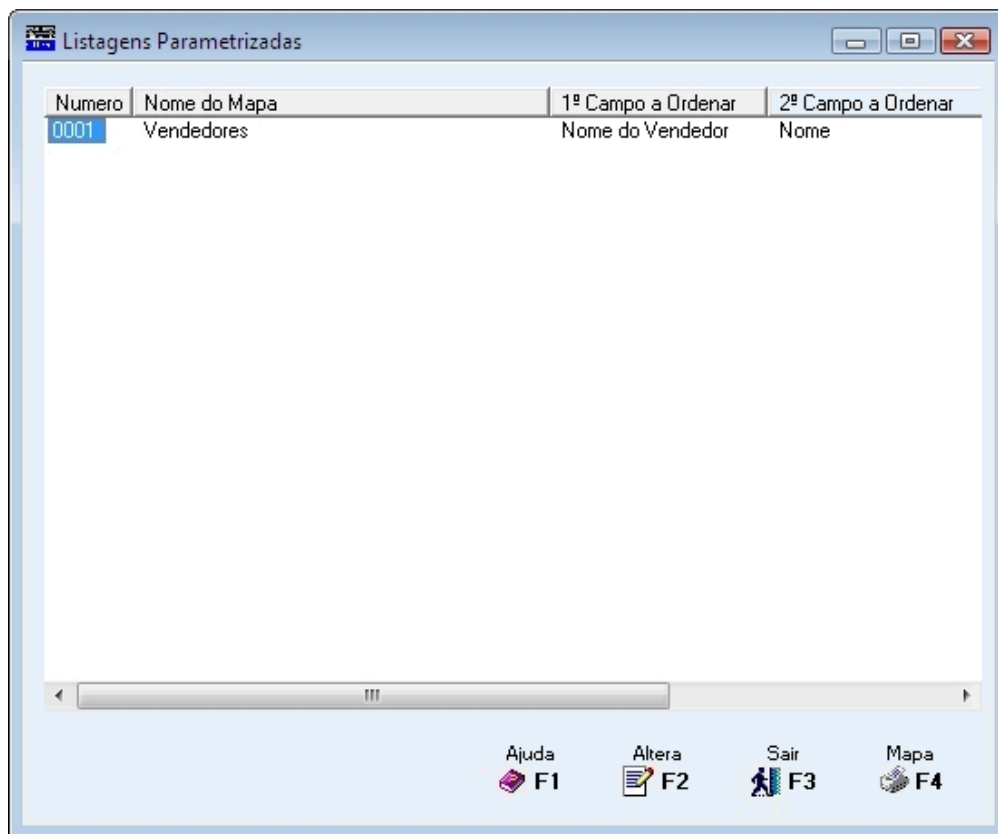 Listagens Parametrizadas
Numero Nome do Mapa 1º Campo a Ordenar 2º Campo a Ordenar
0001 Vendedores Nome do Vendedor Nome
Ajuda Altera Sair Mapa
F1 F2 F3 F4